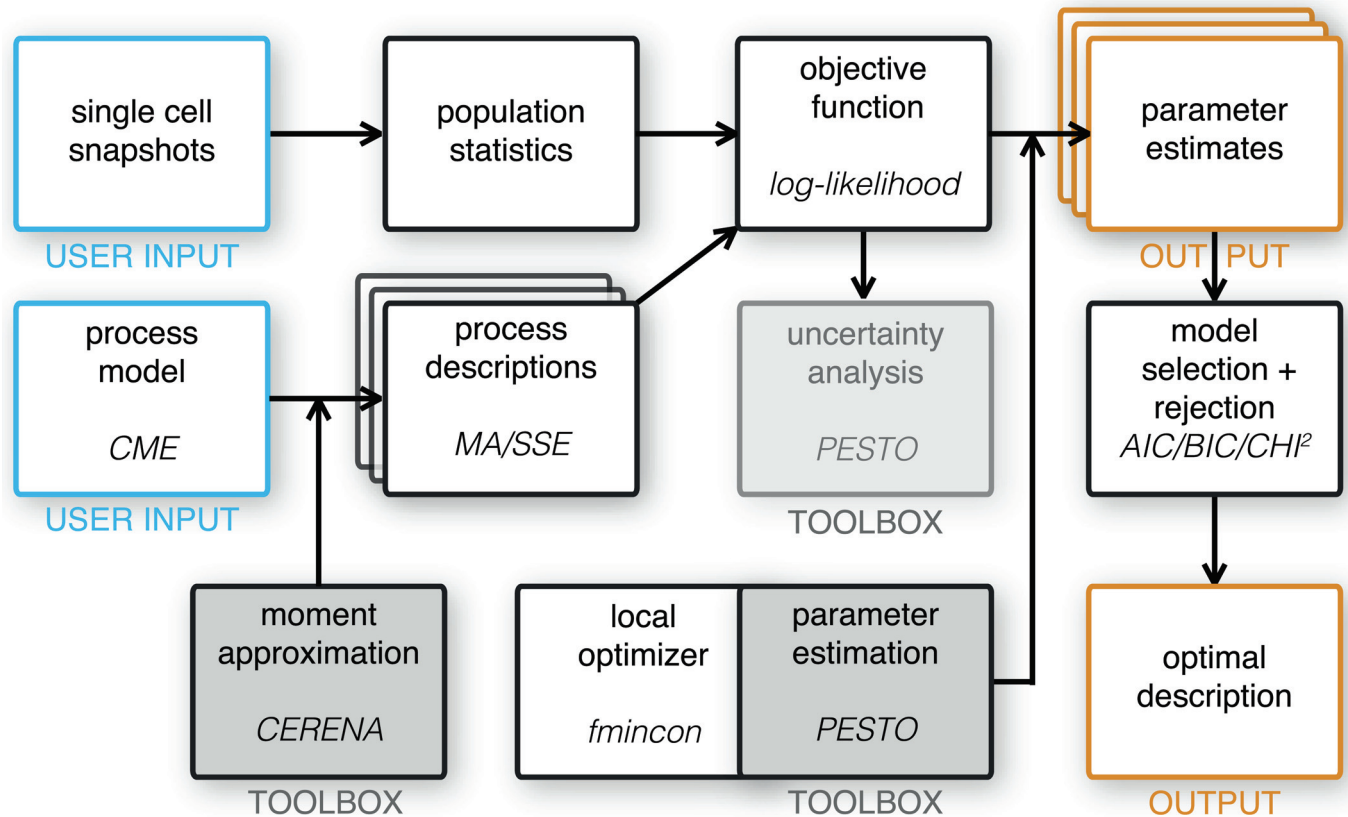 single cell
snapshots
USER INPUT
population
statistics
objective
function
log-likelihood
parameter
estimates
OUT PUT
process
model
CME
USER INPUT
process
descriptions
MA/SSE
uncertainty
analysis
PESTO
TOOLBOX
model
selection +
rejection
AIC/BIC/CHI²
moment
approximation
CERENA
TOOLBOX
local
optimizer
fmincon
parameter
estimation
PESTO
TOOLBOX
optimal
description
OUTPUT